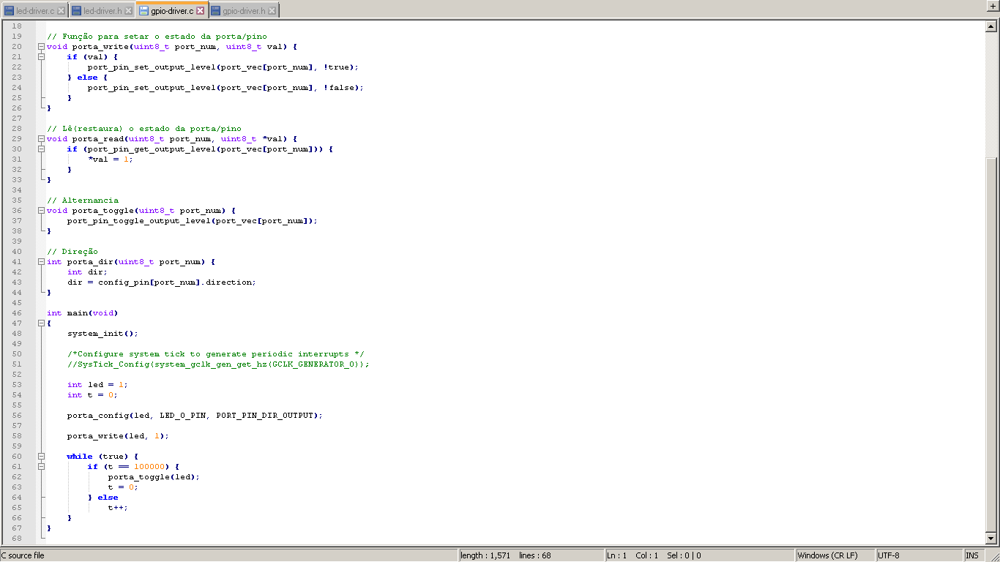 led-driver.c led-driver.h gpio-driver.c gpio-driver.h +
18
19 // Função para setar o estado da porta/pino
20 void porta_write(uint8_t port_num, uint8_t val) {
21 if (val) {
22 port_pin_set_output_level(port_vec[port_num], !true);
23 } else {
24 port_pin_set_output_level(port_vec[port_num], !false);
25 }
26 }
27
28 // Lê(restaura) o estado da porta/pino
29 void porta_read(uint8_t port_num, uint8_t *val) {
30 if (port_pin_get_output_level(port_vec[port_num])) {
31 *val = 1;
32 }
33 }
34
35 // Alternancia
36 void porta_toggle(uint8_t port_num) {
37 port_pin_toggle_output_level(port_vec[port_num]);
38 }
39
40 // Direção
41 int porta_dir(uint8_t port_num) {
42 int dir;
43 dir = config_pin[port_num].direction;
44 }
45
46 int main(void)
47 {
48 system_init();
49
50 /*Configure system tick to generate periodic interrupts */
51 //SysTick_Config(system_gclk_gen_get_hz(GCLK_GENERATOR_0));
52
53 int led = 1;
54 int t = 0;
55
56 porta_config(led, LED_0_PIN, PORT_PIN_DIR_OUTPUT);
57
58 porta_write(led, 1);
59
60 while (true) {
61 if (t == 100000) {
62 porta_toggle(led);
63 t = 0;
64 } else
65 t++;
66 }
67 }
68
C source file length : 1,571 lines : 68 Ln : 1 Col : 1 Sel : 0 | 0 Windows (CR LF) UTF-8 INS